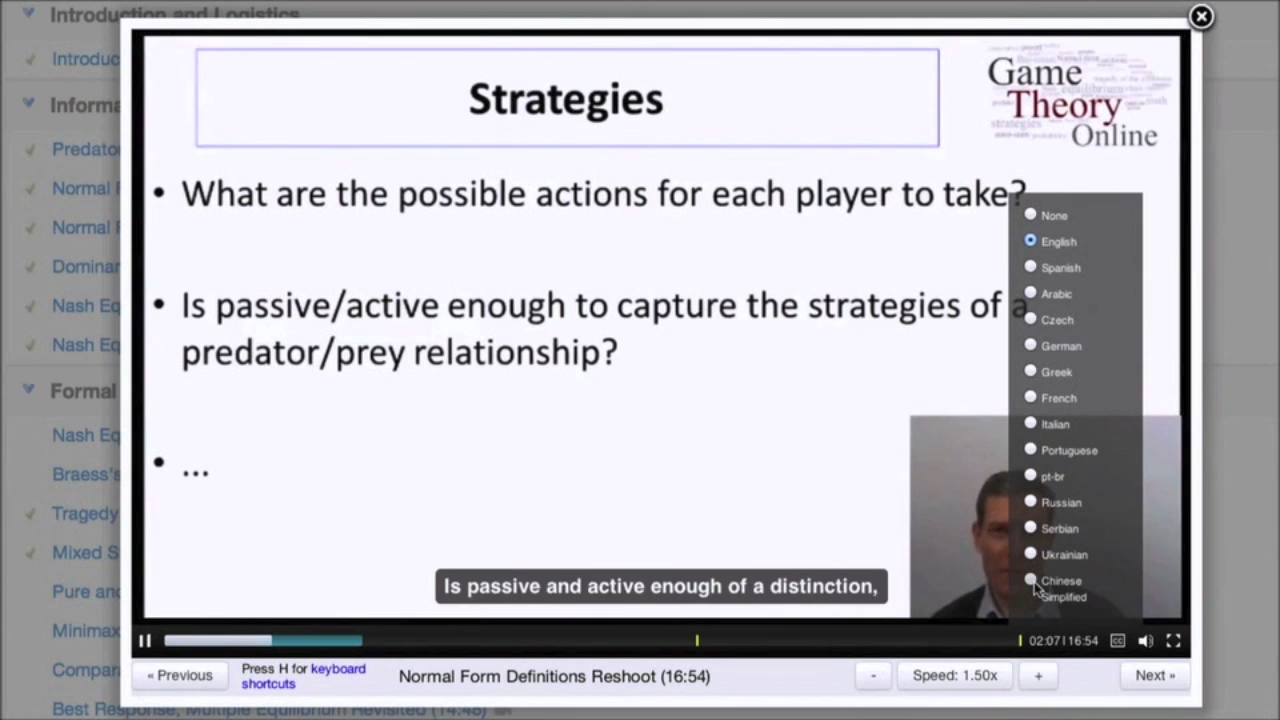 Introduction and Logistics
Introduc
Informa
Predato
Normal F
Normal F
Dominan
Nash Eq
Nash Eq
Formal
Nash Eq
Braess's
Tragedy
Mixed S
Pure and
Minimax
Compara
Best Response, Multiple Equilibrium Revisited (14:48)
Strategies
Game
Theory
Online
equilibrium
strategies
• What are the possible actions for each player to take?
• Is passive/active enough to capture the strategies of a
predator/prey relationship?
• ...
None
English
Spanish
Arabic
Czech
German
Greek
French
Italian
Portuguese
pt-br
Russian
Serbian
Ukrainian
Chinese
Simplified
Is passive and active enough of a distinction,
02:07|16:54
CC
« Previous
Press H for keyboard
shortcuts
Normal Form Definitions Reshoot (16:54)
-
Speed: 1.50x
+
Next »